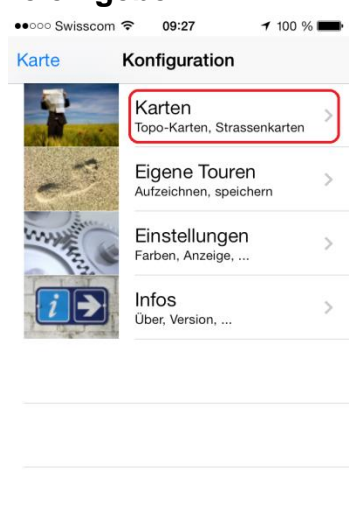 Swisscom 09:27 100 %
Karte Konfiguration
Karten
Topo-Karten, Strassenkarten
Eigene Touren
Aufzeichnen, speichern
Einstellungen
Farben, Anzeige, ...
Infos
Über, Version, ...